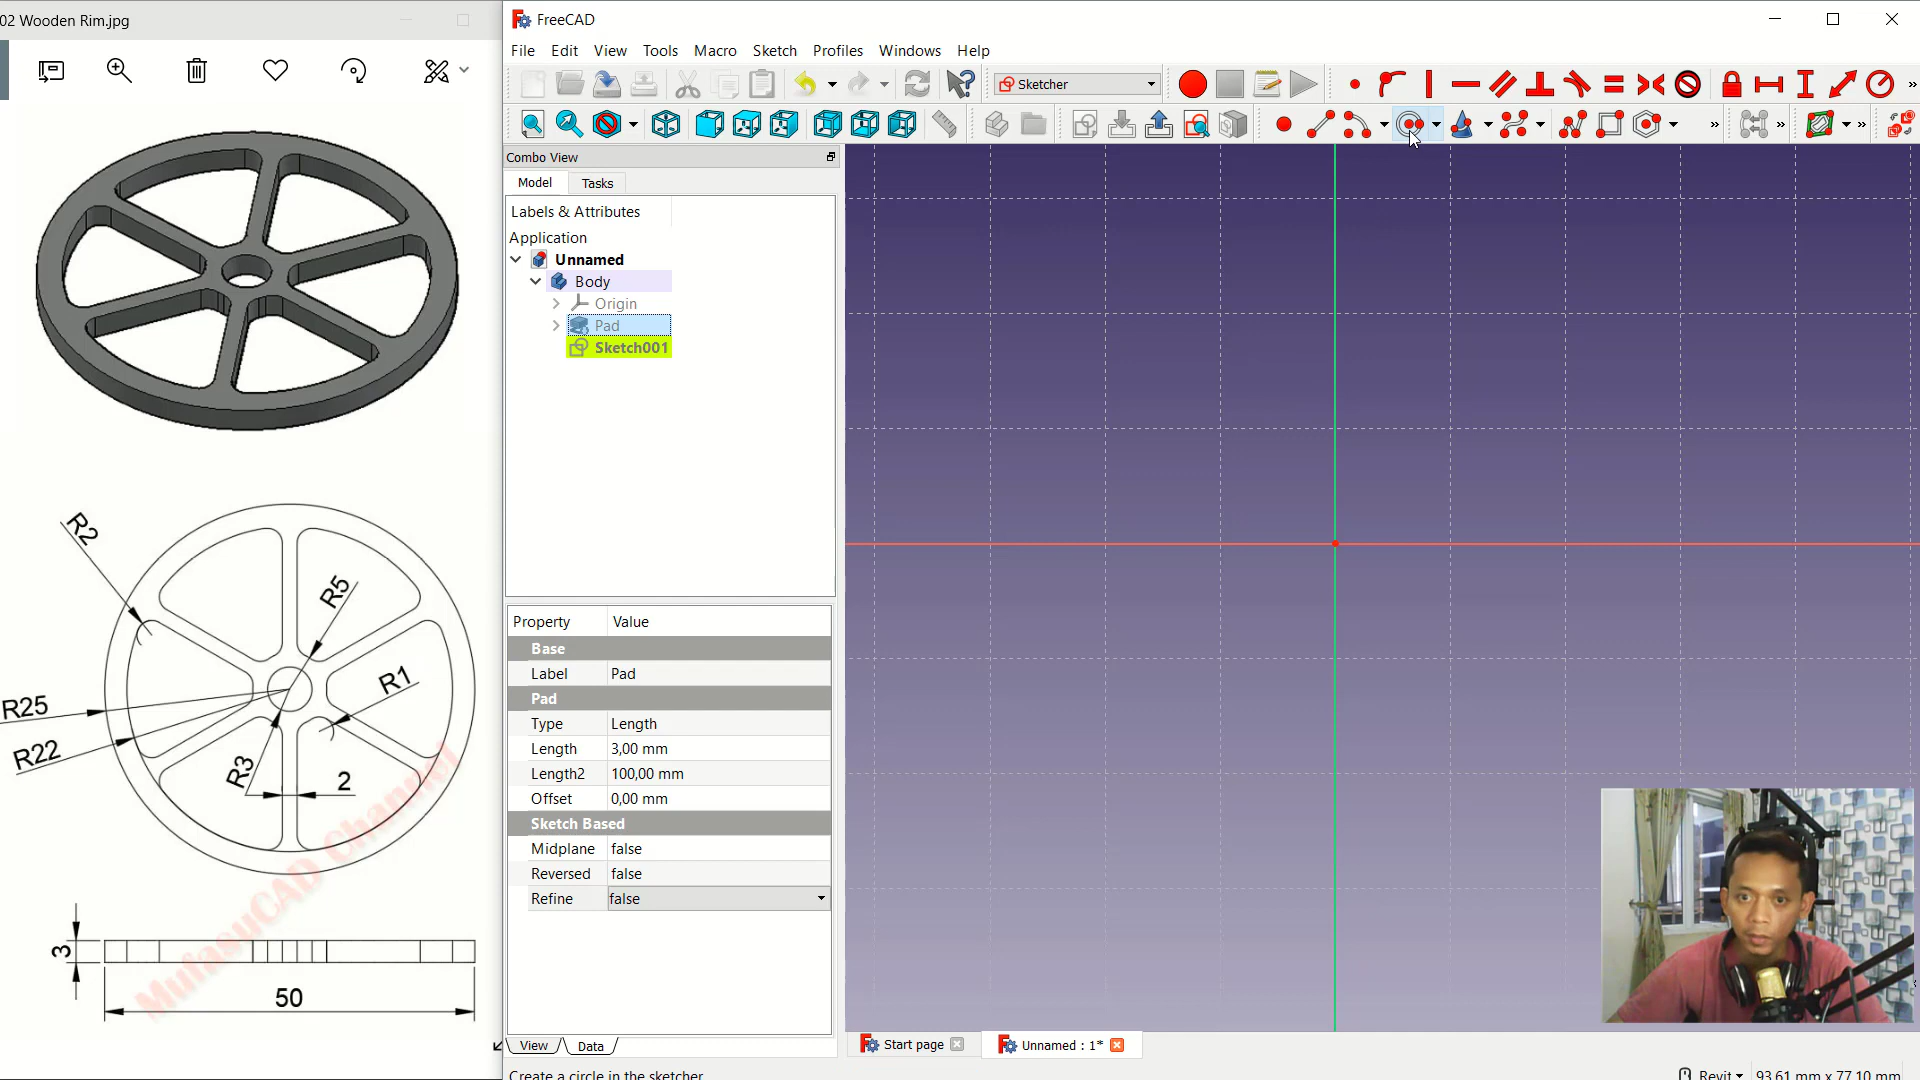 02 Wooden Rim.jpg
FreeCAD
File Edit View Tools Macro Sketch Profiles Windows Help
Sketcher
»
» » »
Combo View
Model Tasks
Labels & Attributes
Application
Unnamed
Body
Origin
Pad
Sketch001
R2
R5
R1
R25
R22
R3
2
3
50
MufasuCAD Channel
Property Value
Base
Label Pad
Pad
Type Length
Length 3,00 mm
Length2 100,00 mm
Offset 0,00 mm
Sketch Based
Midplane false
Reversed false
Refine false
View Data
Start page
Unnamed : 1*
Create a circle in the sketcher
Revit 93.61 mm x 77.10 mm